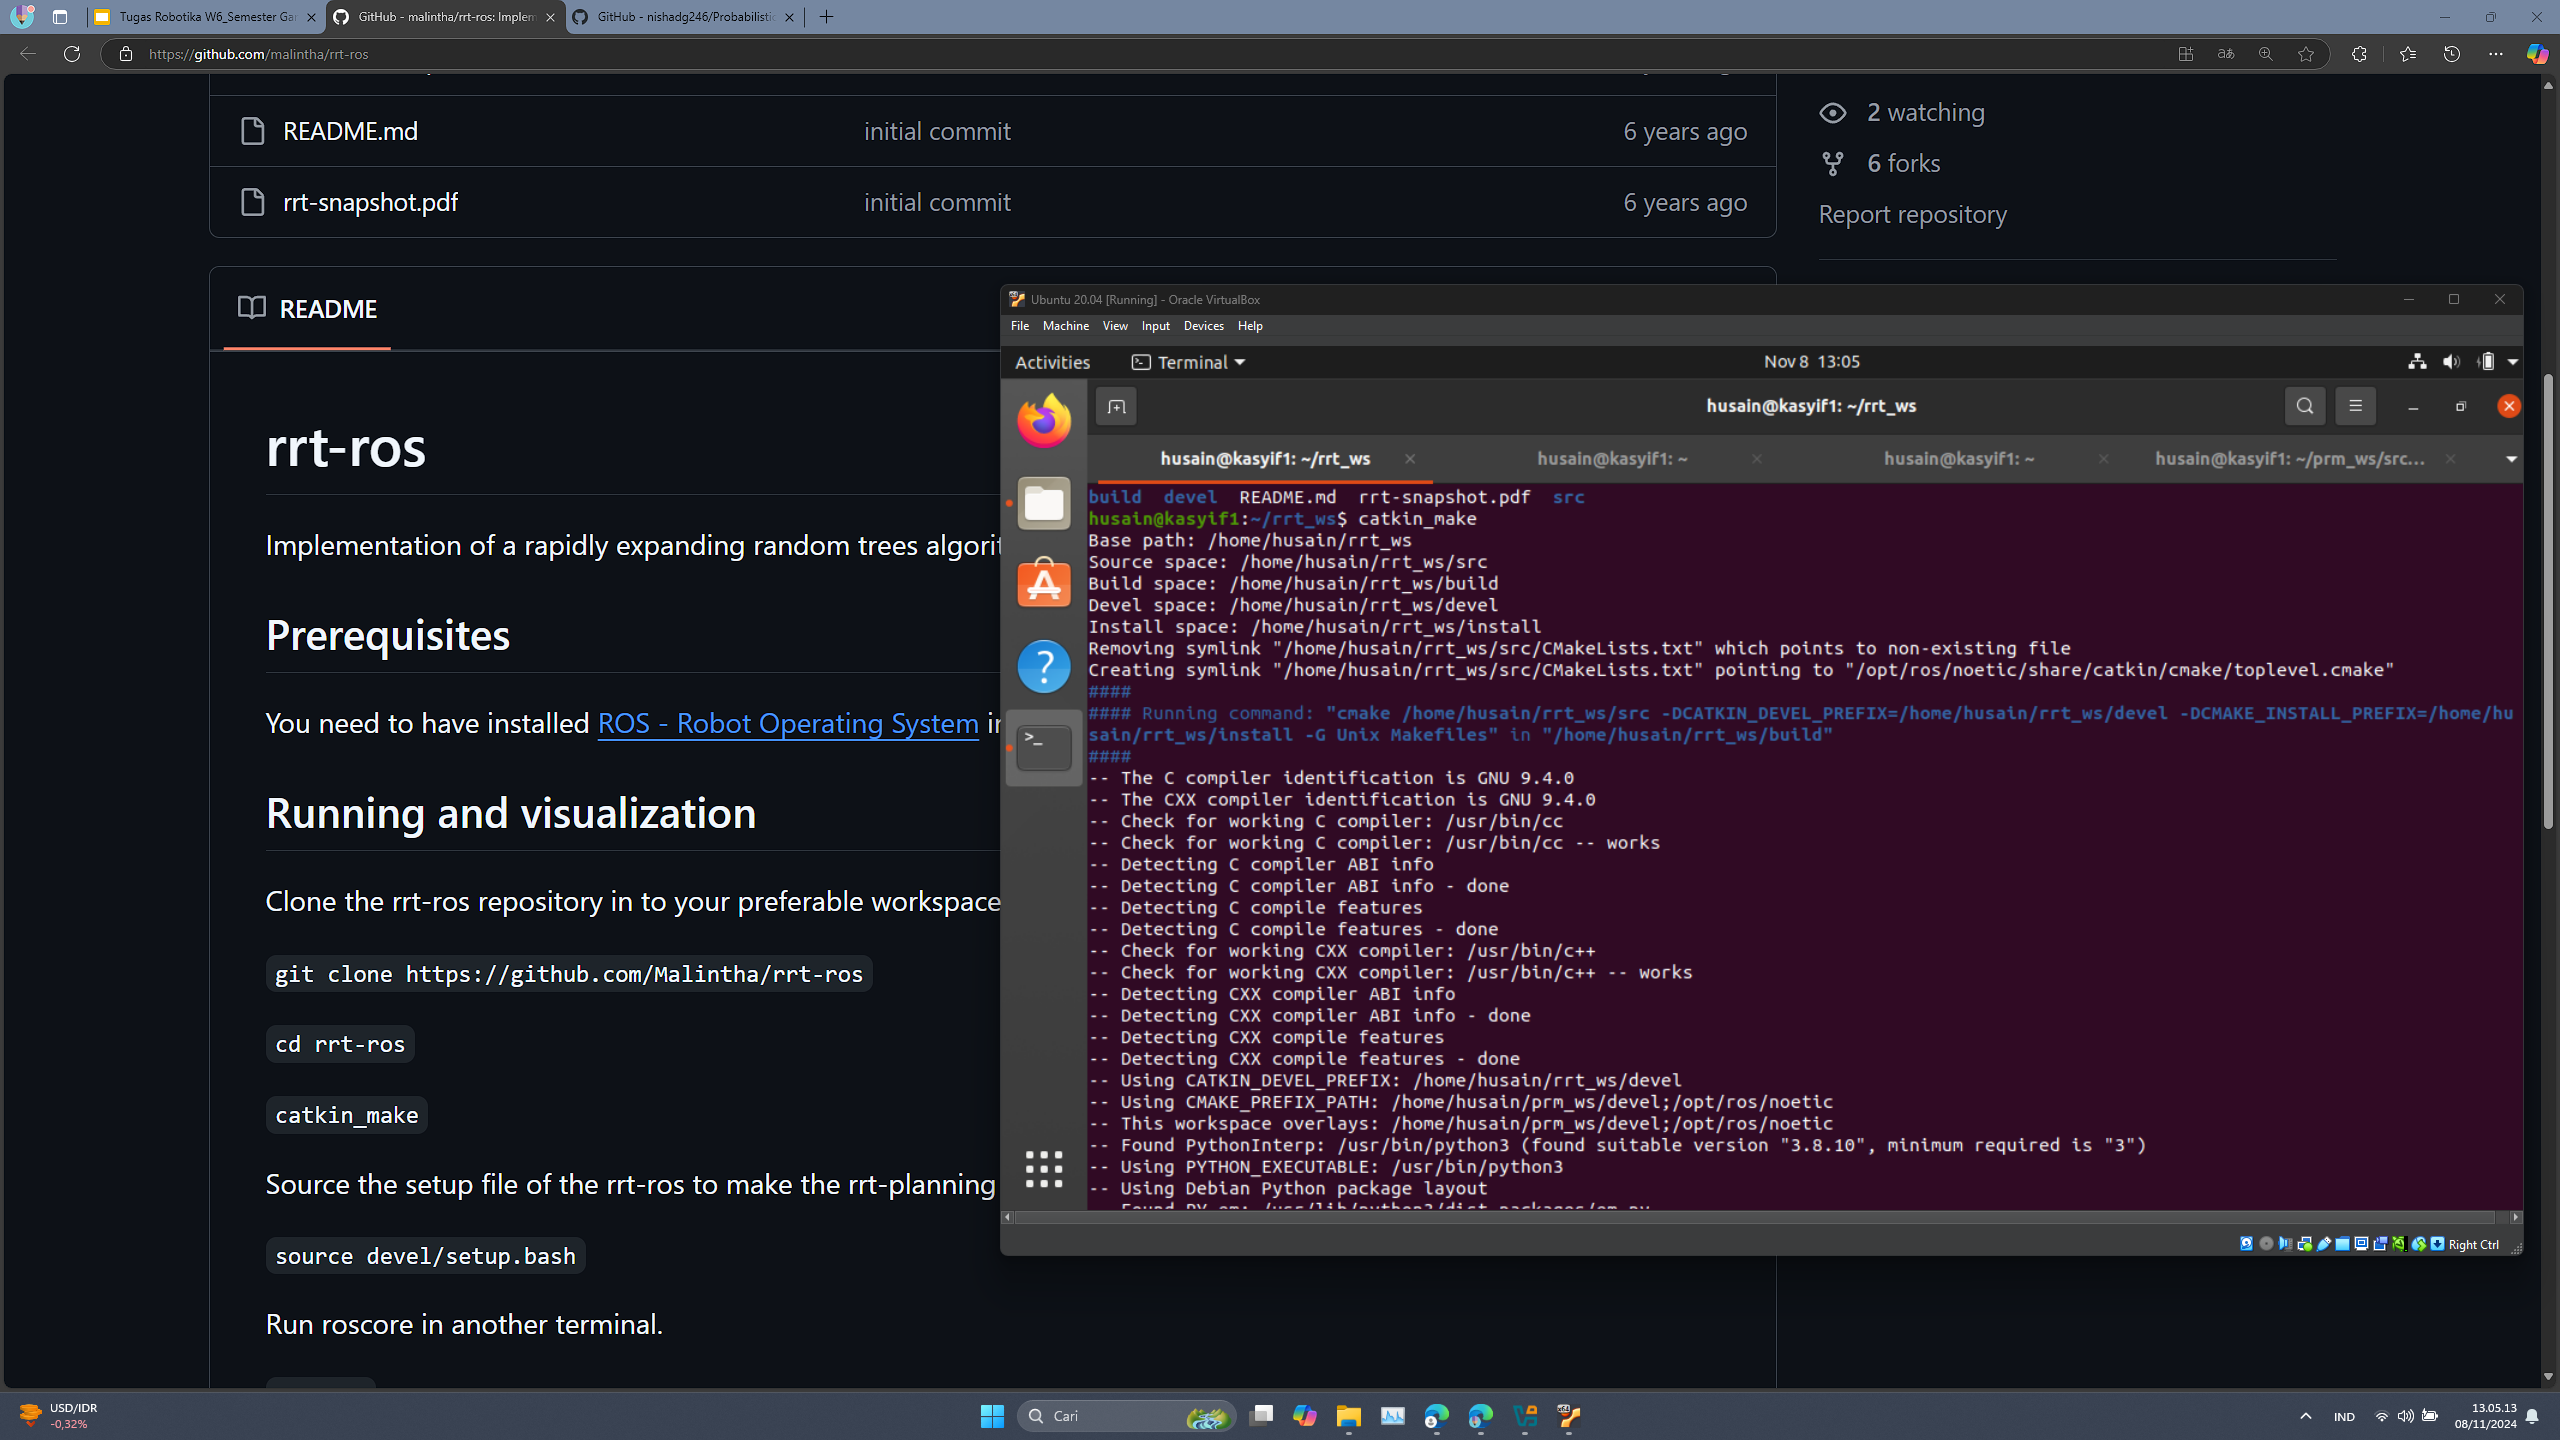 Tugas Robotika W6_Semester Gar
GitHub - malintha/rrt-ros: Implem
GitHub - nishadg246/Probabilistic
https://github.com/malintha/rrt-ros
README.md
initial commit
6 years ago
rrt-snapshot.pdf
initial commit
6 years ago
2 watching
6 forks
Report repository
README
rrt-ros
Implementation of a rapidly expanding random trees algorit
Prerequisites
You need to have installed ROS - Robot Operating System in
Running and visualization
Clone the rrt-ros repository in to your preferable workspace
git clone https://github.com/Malintha/rrt-ros
cd rrt-ros
catkin_make
Source the setup file of the rrt-ros to make the rrt-planning
source devel/setup.bash
Run roscore in another terminal.
Ubuntu 20.04 [Running] - Oracle VirtualBox
File Machine View Input Devices Help
Activities
Terminal
Nov 8 13:05
husain@kasyif1: ~/rrt_ws
husain@kasyif1: ~/rrt_ws
husain@kasyif1: ~
husain@kasyif1: ~
husain@kasyif1: ~/prm_ws/src...
build devel README.md rrt-snapshot.pdf src
husain@kasyif1:~/rrt_ws$ catkin_make
Base path: /home/husain/rrt_ws
Source space: /home/husain/rrt_ws/src
Build space: /home/husain/rrt_ws/build
Devel space: /home/husain/rrt_ws/devel
Install space: /home/husain/rrt_ws/install
Removing symlink "/home/husain/rrt_ws/src/CMakeLists.txt" which points to non-existing file
Creating symlink "/home/husain/rrt_ws/src/CMakeLists.txt" pointing to "/opt/ros/noetic/share/catkin/cmake/toplevel.cmake"
####
#### Running command: "cmake /home/husain/rrt_ws/src -DCATKIN_DEVEL_PREFIX=/home/husain/rrt_ws/devel -DCMAKE_INSTALL_PREFIX=/home/hu
sain/rrt_ws/install -G Unix Makefiles" in "/home/husain/rrt_ws/build"
####
-- The C compiler identification is GNU 9.4.0
-- The CXX compiler identification is GNU 9.4.0
-- Check for working C compiler: /usr/bin/cc
-- Check for working C compiler: /usr/bin/cc -- works
-- Detecting C compiler ABI info
-- Detecting C compiler ABI info - done
-- Detecting C compile features
-- Detecting C compile features - done
-- Check for working CXX compiler: /usr/bin/c++
-- Check for working CXX compiler: /usr/bin/c++ -- works
-- Detecting CXX compiler ABI info
-- Detecting CXX compiler ABI info - done
-- Detecting CXX compile features
-- Detecting CXX compile features - done
-- Using CATKIN_DEVEL_PREFIX: /home/husain/rrt_ws/devel
-- Using CMAKE_PREFIX_PATH: /home/husain/prm_ws/devel;/opt/ros/noetic
-- This workspace overlays: /home/husain/prm_ws/devel;/opt/ros/noetic
-- Found PythonInterp: /usr/bin/python3 (found suitable version "3.8.10", minimum required is "3")
-- Using PYTHON_EXECUTABLE: /usr/bin/python3
-- Using Debian Python package layout
-- Found PY_em: /usr/lib/python3/dist-packages/em.py
Right Ctrl
USD/IDR
-0,32%
Cari
IND
13.05.13
08/11/2024